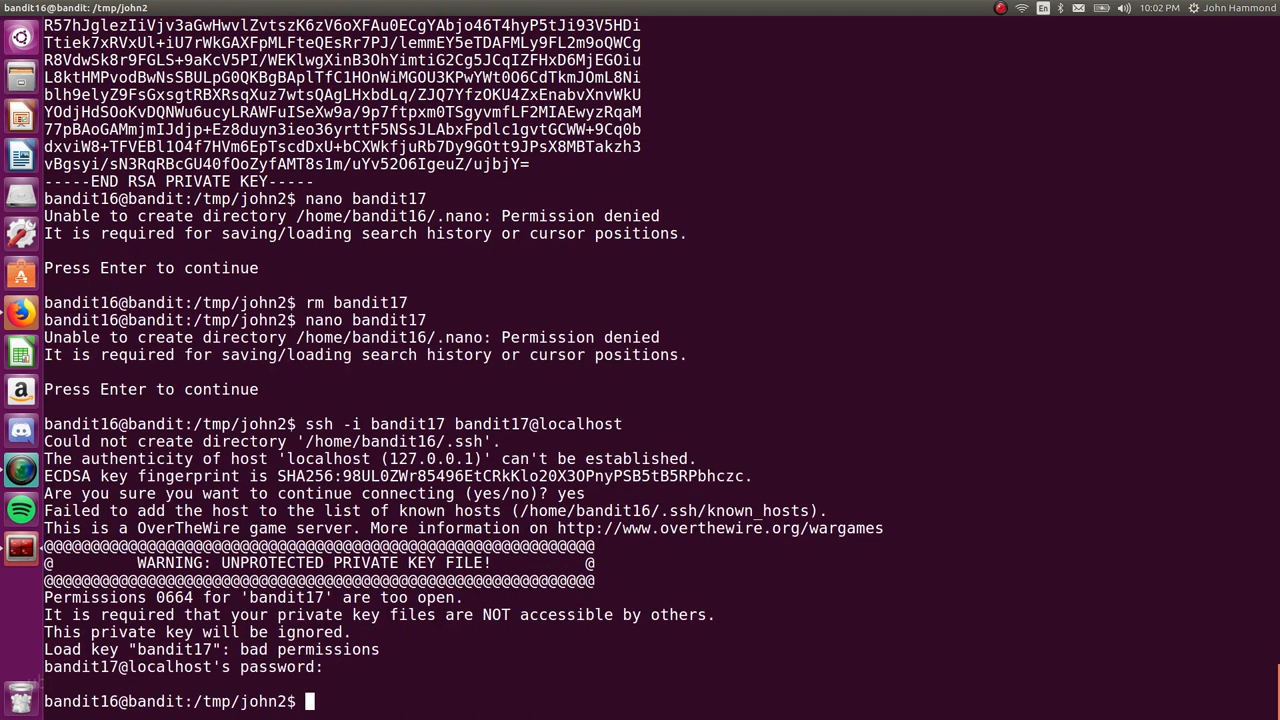 bandit16@bandit: /tmp/john2
En
10:02 PM
John Hammond
R57hJglezIiVjv3aGwHwvlZvtszK6zV6oXFAu0ECgYAbjo46T4hyP5tJi93V5HDi
Ttiek7xRVxUl+iU7rWkGAXFpMLFteQEsRr7PJ/lemmEY5eTDAFMLy9FL2m9oQWCg
R8VdwSk8r9FGLS+9aKcV5PI/WEKlwgXinB3OhYimtiG2Cg5JCqIZFHxD6MjEGOiu
L8ktHMPvodBwNsSBULpG0QKBgBAplTfC1HOnWiMGOU3KPwYWt0O6CdTkmJOmL8Ni
blh9elyZ9FsGxsgtRBXRsqXuz7wtsQAgLHxbdLq/ZJQ7YfzOKU4ZxEnabvXnvWkU
YOdjHdSOoKvDQNWu6ucyLRAWFuISeXw9a/9p7ftpxm0TSgyvmfLF2MIAEwyzRqaM
77pBAoGAMmjmIJdjp+Ez8duyn3ieo36yrttF5NSsJLAbxFpdlc1gvtGCWW+9Cq0b
dxviW8+TFVEBl1O4f7HVm6EpTscdDxU+bCXWkfjuRb7Dy9GOtt9JPsX8MBTakzh3
vBgsyi/sN3RqRBcGU40fOoZyfAMT8s1m/uYv52O6IgeuZ/ujbjY=
-----END RSA PRIVATE KEY-----
bandit16@bandit:/tmp/john2$ nano bandit17
Unable to create directory /home/bandit16/.nano: Permission denied
It is required for saving/loading search history or cursor positions.
Press Enter to continue
bandit16@bandit:/tmp/john2$ rm bandit17
bandit16@bandit:/tmp/john2$ nano bandit17
Unable to create directory /home/bandit16/.nano: Permission denied
It is required for saving/loading search history or cursor positions.
Press Enter to continue
bandit16@bandit:/tmp/john2$ ssh -i bandit17 bandit17@localhost
Could not create directory '/home/bandit16/.ssh'.
The authenticity of host 'localhost (127.0.0.1)' can't be established.
ECDSA key fingerprint is SHA256:98UL0ZWr85496EtCRkKlo20X3OPnyPSB5tB5RPbhczc.
Are you sure you want to continue connecting (yes/no)? yes
Failed to add the host to the list of known hosts (/home/bandit16/.ssh/known_hosts).
This is a OverTheWire game server. More information on http://www.overthewire.org/wargames
@@@@@@@@@@@@@@@@@@@@@@@@@@@@@@@@@@@@@@@@@@@@@@@@@@@@@@@@@@@
@         WARNING: UNPROTECTED PRIVATE KEY FILE!          @
@@@@@@@@@@@@@@@@@@@@@@@@@@@@@@@@@@@@@@@@@@@@@@@@@@@@@@@@@@@
Permissions 0664 for 'bandit17' are too open.
It is required that your private key files are NOT accessible by others.
This private key will be ignored.
Load key "bandit17": bad permissions
bandit17@localhost's password:
bandit16@bandit:/tmp/john2$